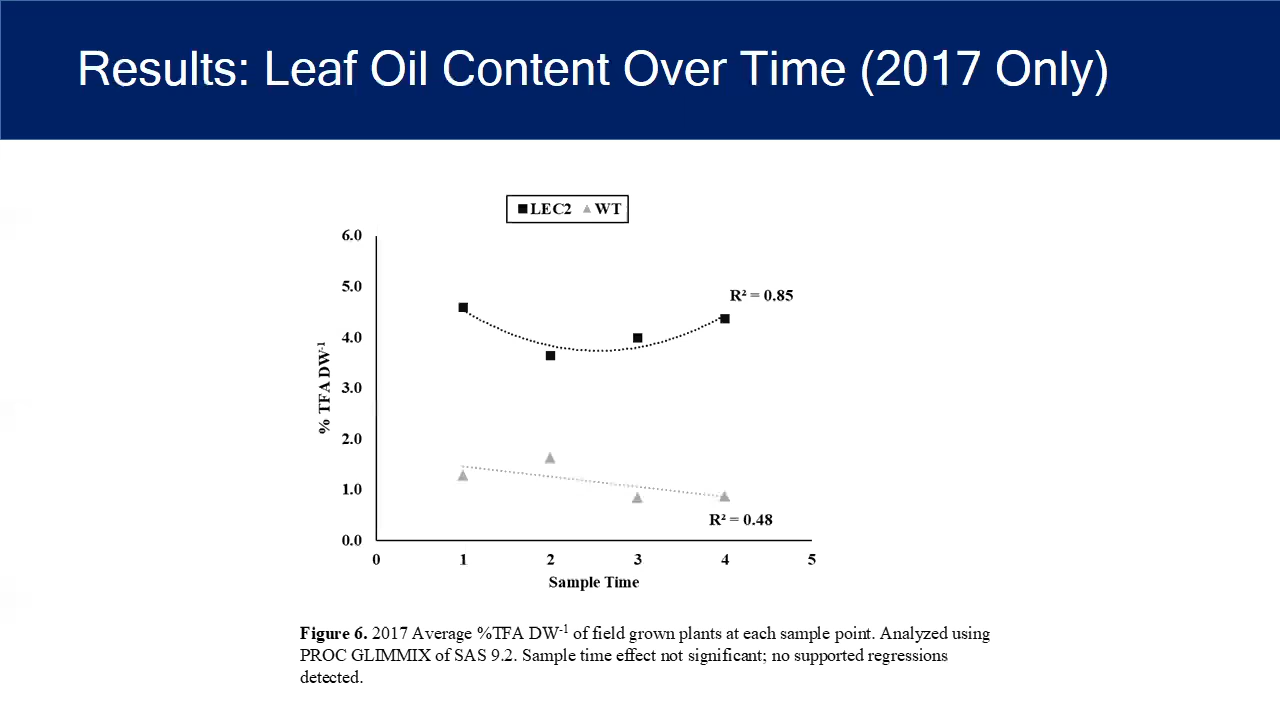 Results: Leaf Oil Content Over Time (2017 Only)
■ LEC2 ▲ WT
6.0
5.0
4.0
3.0
2.0
1.0
0.0
% TFA DW⁻¹
R² = 0.85
R² = 0.48
0 1 2 3 4 5
Sample Time
Figure 6. 2017 Average %TFA DW⁻¹ of field grown plants at each sample point. Analyzed using
PROC GLIMMIX of SAS 9.2. Sample time effect not significant; no supported regressions
detected.